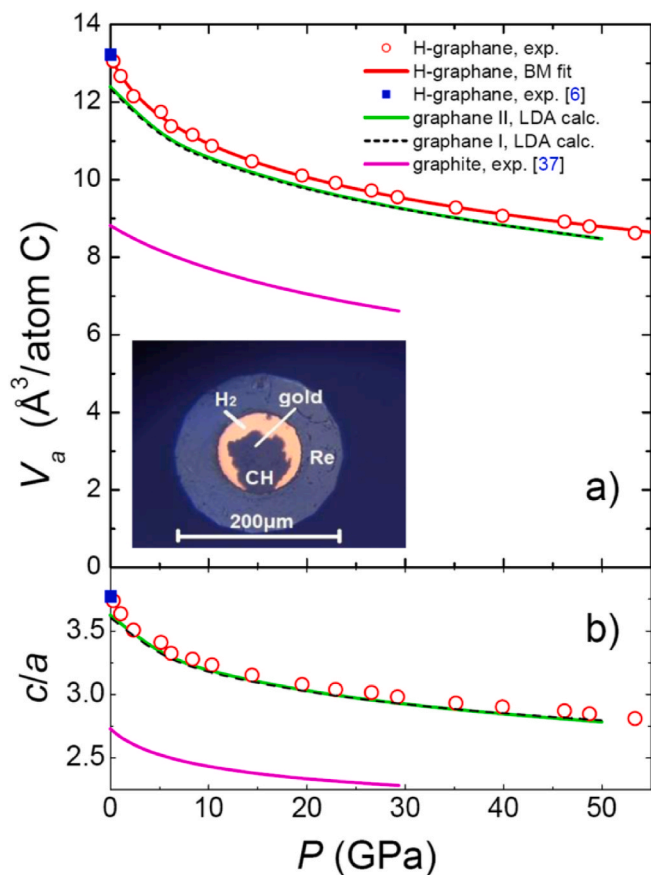 14
12
10
8
6
4
2
0
V_a (Å³/atom C)
H-graphane, exp.
H-graphane, BM fit
H-graphane, exp. [6]
graphane II, LDA calc.
graphane I, LDA calc.
graphite, exp. [37]
H₂
gold
Re
CH
200μm
a)
3.5
3.0
2.5
c/a
b)
0 10 20 30 40 50
P (GPa)